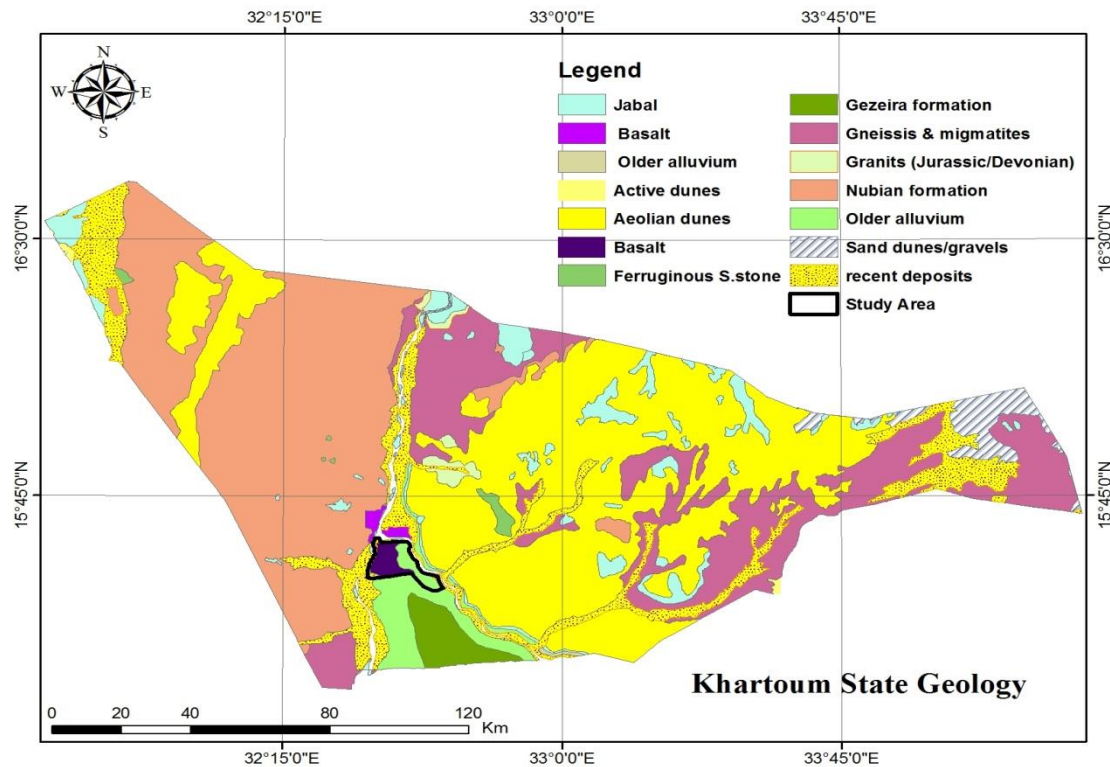 32°15'0"E 33°0'0"E 33°45'0"E
N
W E
S
Legend
Jabal
Basalt
Older alluvium
Active dunes
Aeolian dunes
Basalt
Ferruginous S.stone
Gezeira formation
Gneissis & migmatites
Granits (Jurassic/Devonian)
Nubian formation
Older alluvium
Sand dunes/gravels
recent deposits
Study Area
16°30'0"N 16°30'0"N
15°45'0"N 15°45'0"N
Khartoum State Geology
0 20 40 80 120
Km
32°15'0"E 33°0'0"E 33°45'0"E